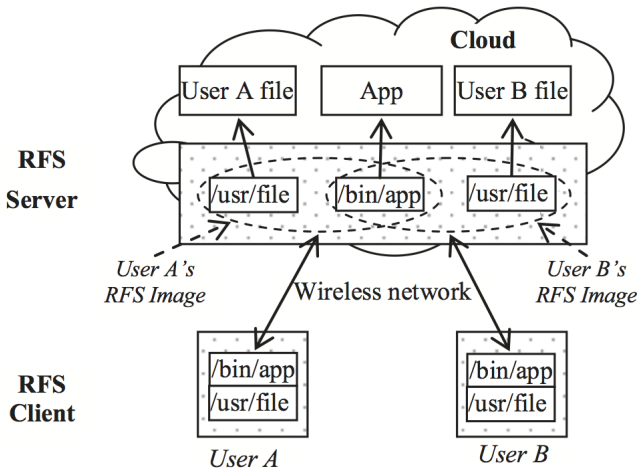 Cloud
User A file
App
User B file
RFS
Server
/usr/file
/bin/app
/usr/file
User A's
RFS Image
User B's
RFS Image
Wireless network
RFS
Client
/bin/app
/usr/file
/bin/app
/usr/file
User A
User B